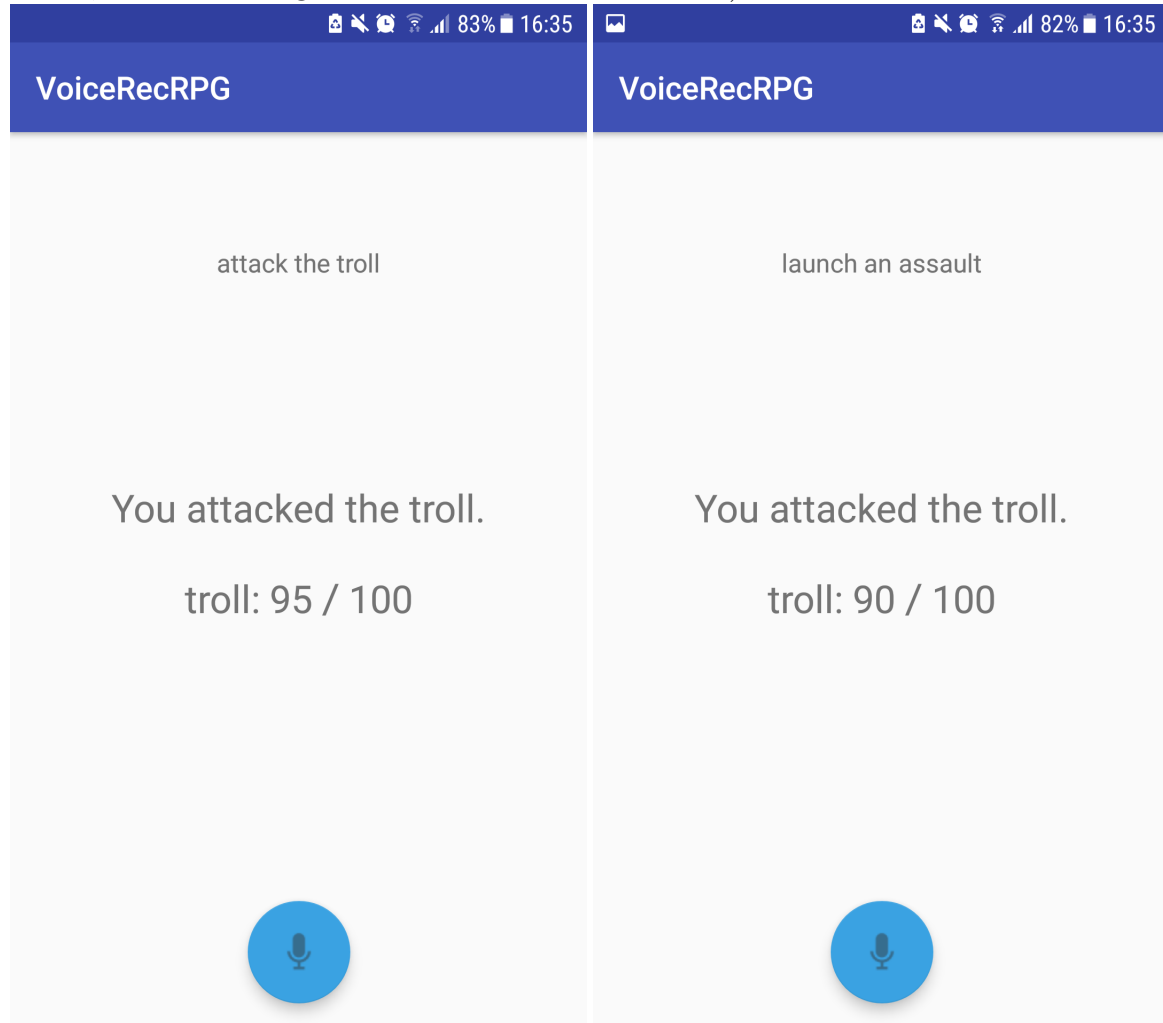 83% 16:35
VoiceRecRPG
attack the troll
You attacked the troll.
troll: 95 / 100
82% 16:35
VoiceRecRPG
launch an assault
You attacked the troll.
troll: 90 / 100